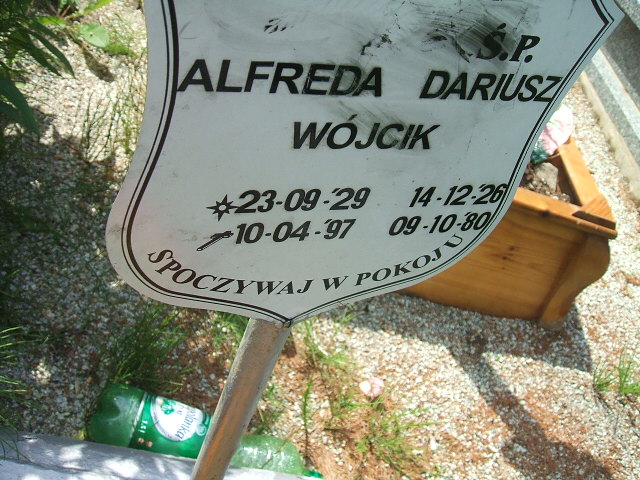 Ś.P.
ALFREDA DARIUSZ
WÓJCIK
23-09-'29 14-12-'26
10-04-'97 09-10-'80
SPOCZYWAJ W POKOJU